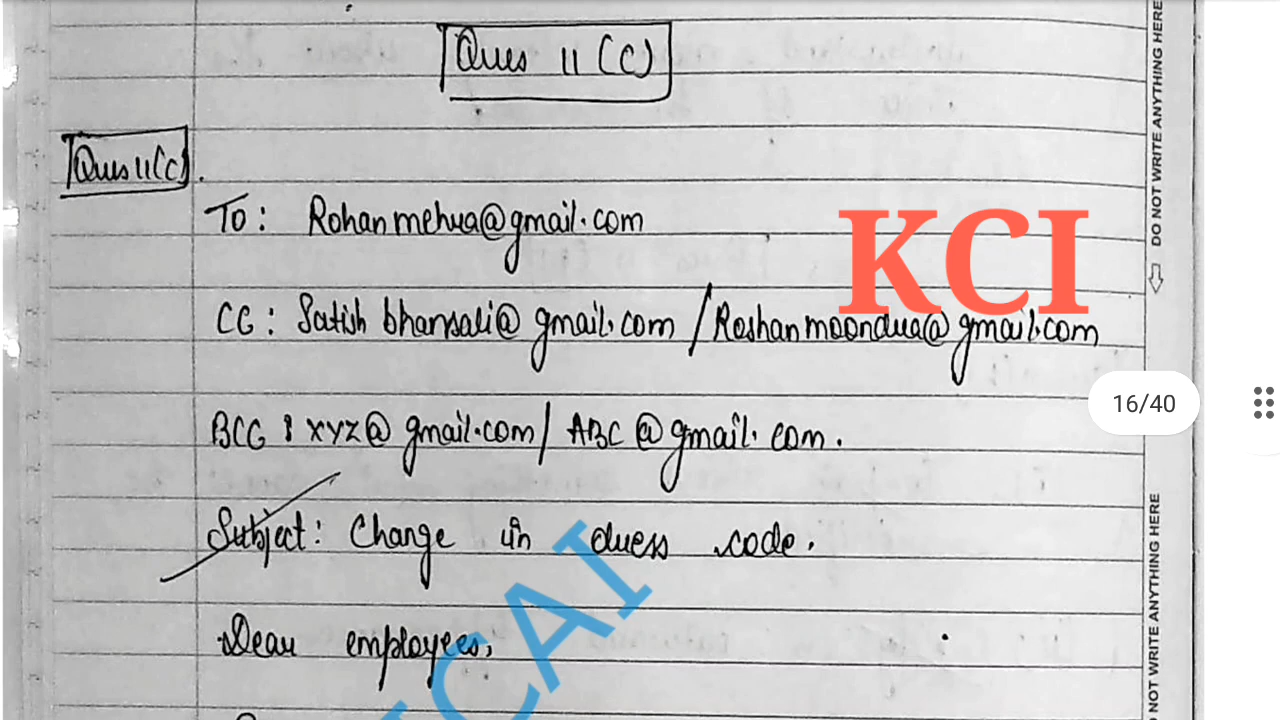 Ques 11 (C)
Ques 11(C).
To : Rohanmehra@gmail.com
KCI
CC : Satish bhansali@ gmail.com / Roshanmoondra@gmail.com
16/40
BCC : XYZ@ gmail.com / ABC @gmail. com.
Subject : Change in dress code.
Dear employees,
ICAI
DO NOT WRITE ANYTHING HERE
NOT WRITE ANYTHING HERE